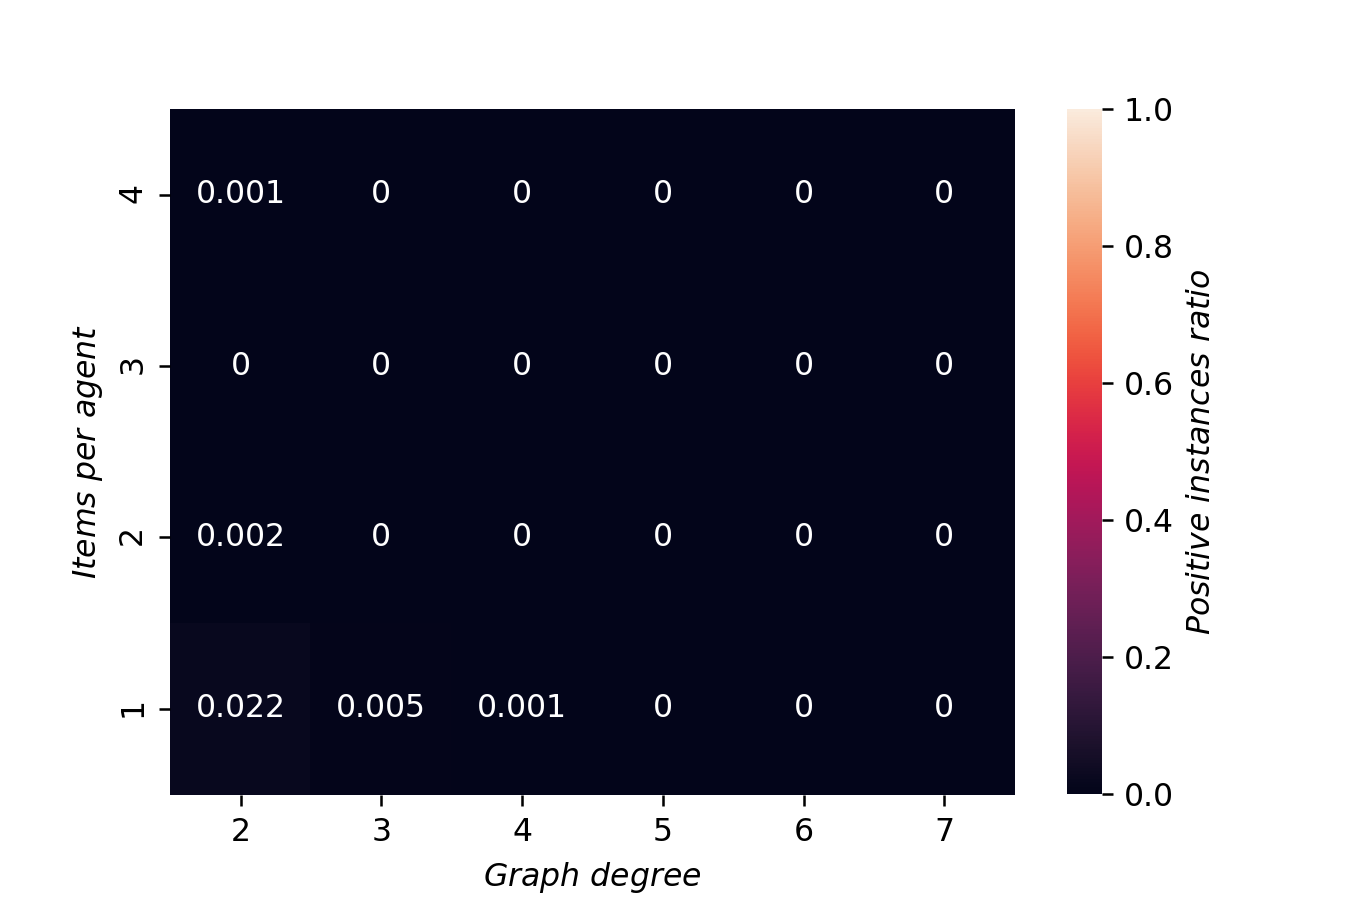 4 0.001 0 0 0 0 0
3 0 0 0 0 0 0
2 0.002 0 0 0 0 0
1 0.022 0.005 0.001 0 0 0
2 3 4 5 6 7
Graph degree
Items per agent
1.0
0.8
0.6
0.4
0.2
0.0
Positive instances ratio